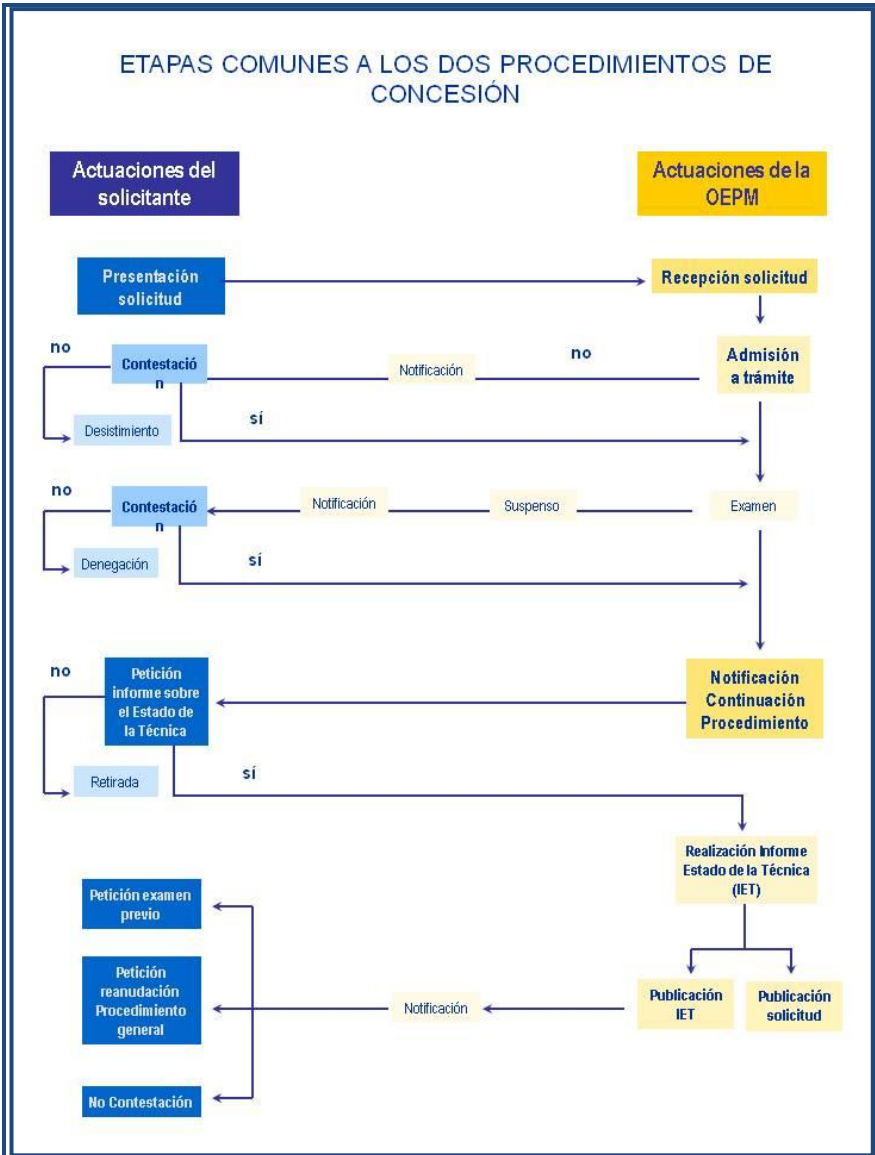 ETAPAS COMUNES A LOS DOS PROCEDIMIENTOS DE
CONCESIÓN
Actuaciones del
solicitante
Actuaciones de la
OEPM
Presentación
solicitud
Recepción solicitud
no
Contestació
n
Notificación
no
Admisión
a trámite
Desistimiento
sí
no
Contestació
n
Notificación
Suspenso
Examen
Denegación
sí
no
Petición
informe sobre
el Estado de
la Técnica
Notificación
Continuación
Procedimiento
Retirada
sí
Realización Informe
Estado de la Técnica
(IET)
Petición examen
previo
Petición
reanudación
Procedimiento
general
Notificación
Publicación
IET
Publicación
solicitud
No Contestación